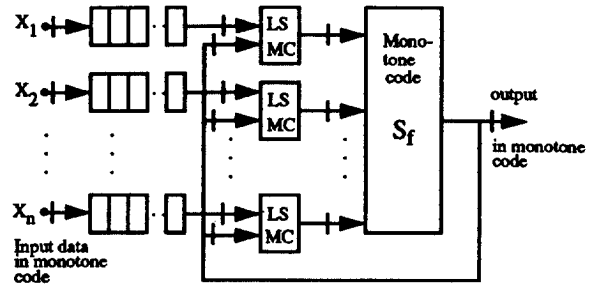 X1
LS
MC
Mono-
tone
code
Sf
X2
LS
MC
output
in monotone
code
Xn
LS
MC
Input data
in monotone
code